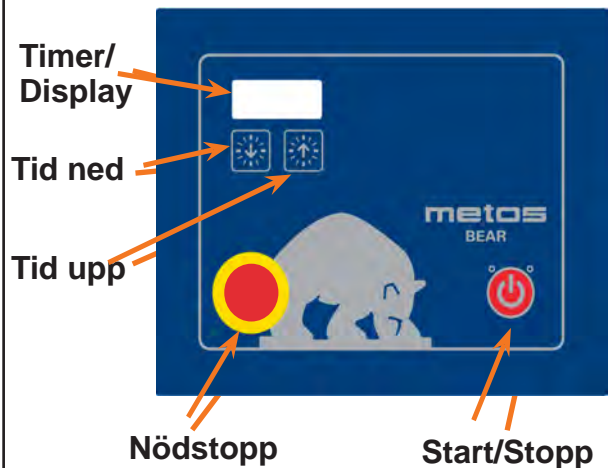 Timer/
Display
Tid ned
Tid upp
metos
BEAR
Nödstopp
Start/Stopp